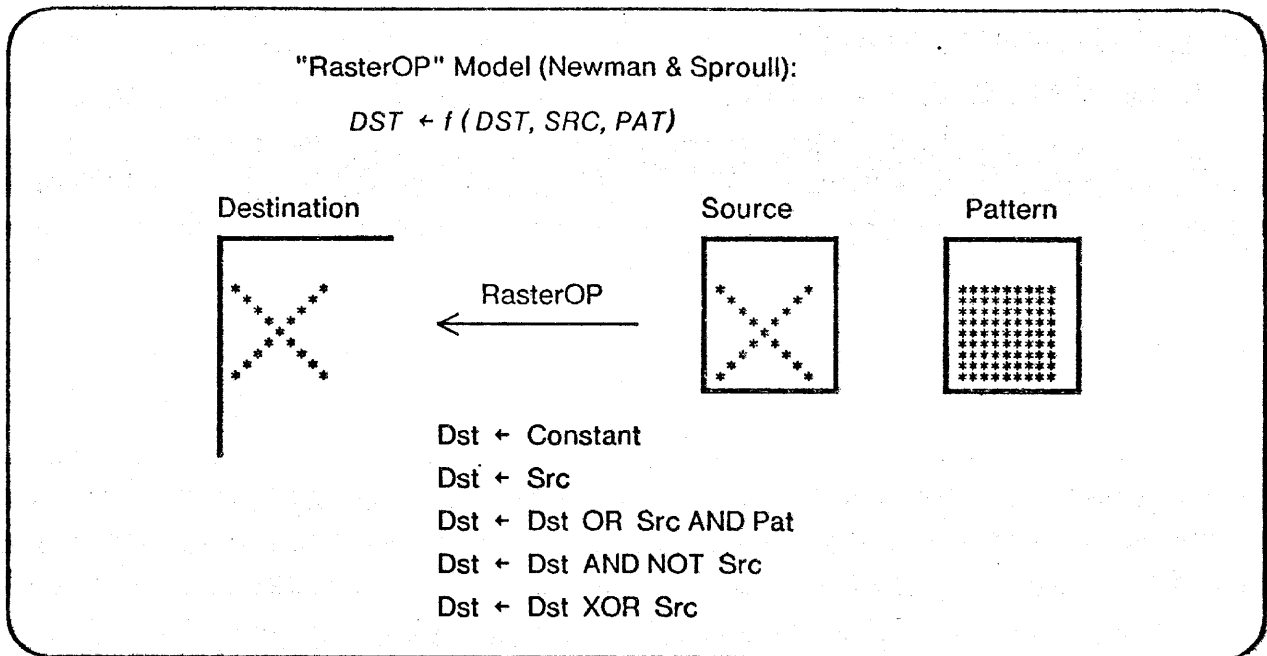 "RasterOP" Model (Newman & Sproull):
DST ← f ( DST, SRC, PAT)
Destination
Source
Pattern
RasterOP
Dst ← Constant
Dst ← Src
Dst ← Dst OR Src AND Pat
Dst ← Dst AND NOT Src
Dst ← Dst XOR Src